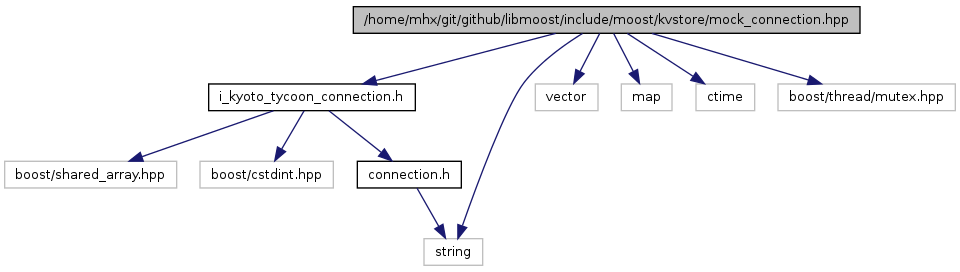 /home/mhx/git/github/libmoost/include/moost/kvstore/mock_connection.hpp
i_kyoto_tycoon_connection.h
vector
map
ctime
boost/thread/mutex.hpp
boost/shared_array.hpp
boost/cstdint.hpp
connection.h
string